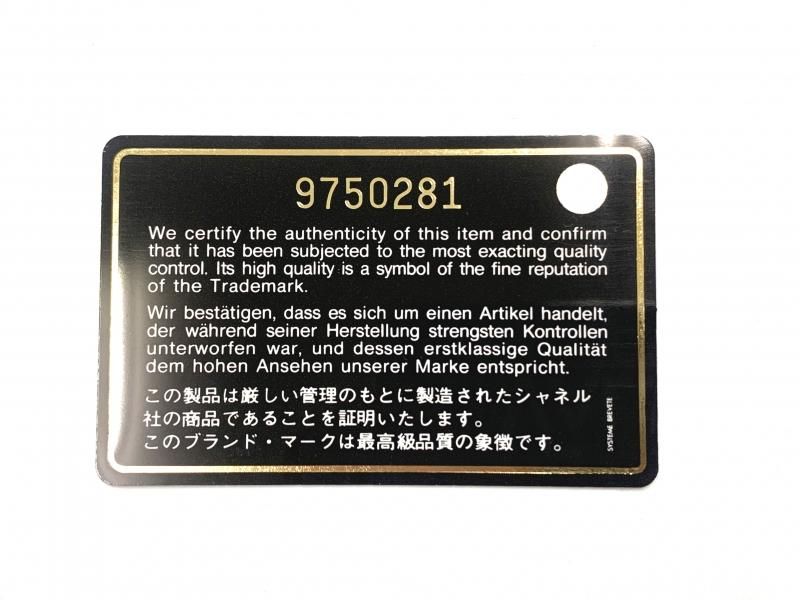 9750281
We certify the authenticity of this item and confirm
that it has been subjected to the most exacting quality
control. Its high quality is a symbol of the fine reputation
of the Trademark.
Wir bestätigen, dass es sich um einen Artikel handelt,
der während seiner Herstellung strengsten Kontrollen
unterworfen war, und dessen erstklassige Qualität
dem hohen Ansehen unserer Marke entspricht.
この製品は厳しい管理のもとに製造されたシャネル
社の商品であることを証明いたします。
このブランド・マークは最高級品質の象徴です。
SYSTEME BREVETE